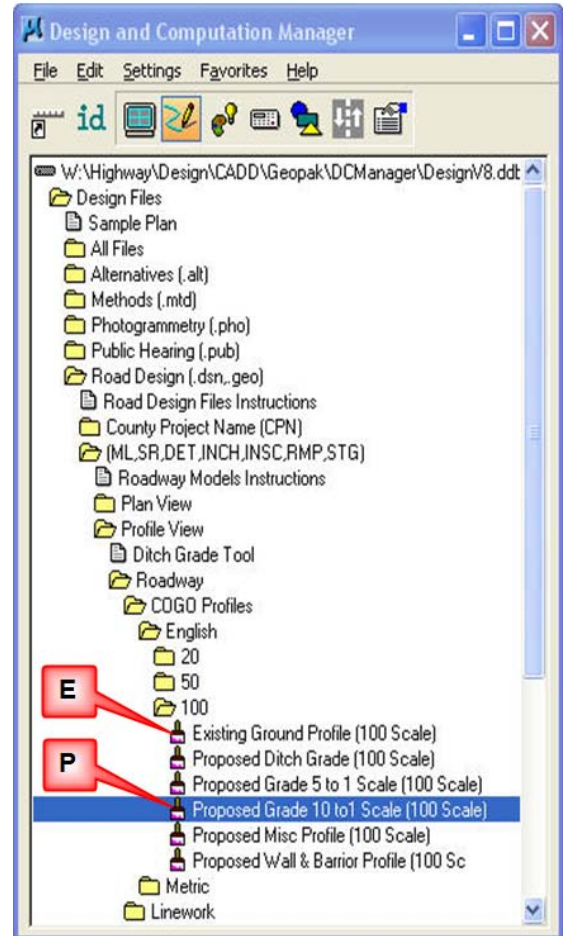 Design and Computation Manager
File Edit Settings Favorites Help
id
W:\Highway\Design\CADD\Geopak\DCManager\DesignV8.ddb
Design Files
Sample Plan
All Files
Alternatives (.alt)
Methods (.mtd)
Photogrammetry (.pho)
Public Hearing (.pub)
Road Design (.dsn,.geo)
Road Design Files Instructions
County Project Name (CPN)
(ML,SR,DET,INCH,INSC,RMP,STG)
Roadway Models Instructions
Plan View
Profile View
Ditch Grade Tool
Roadway
COGO Profiles
English
20
50
100
E
Existing Ground Profile (100 Scale)
Proposed Ditch Grade (100 Scale)
P
Proposed Grade 5 to 1 Scale (100 Scale)
Proposed Grade 10 to1 Scale (100 Scale)
Proposed Misc Profile (100 Scale)
Proposed Wall & Barrior Profile (100 Sc
Metric
Linework